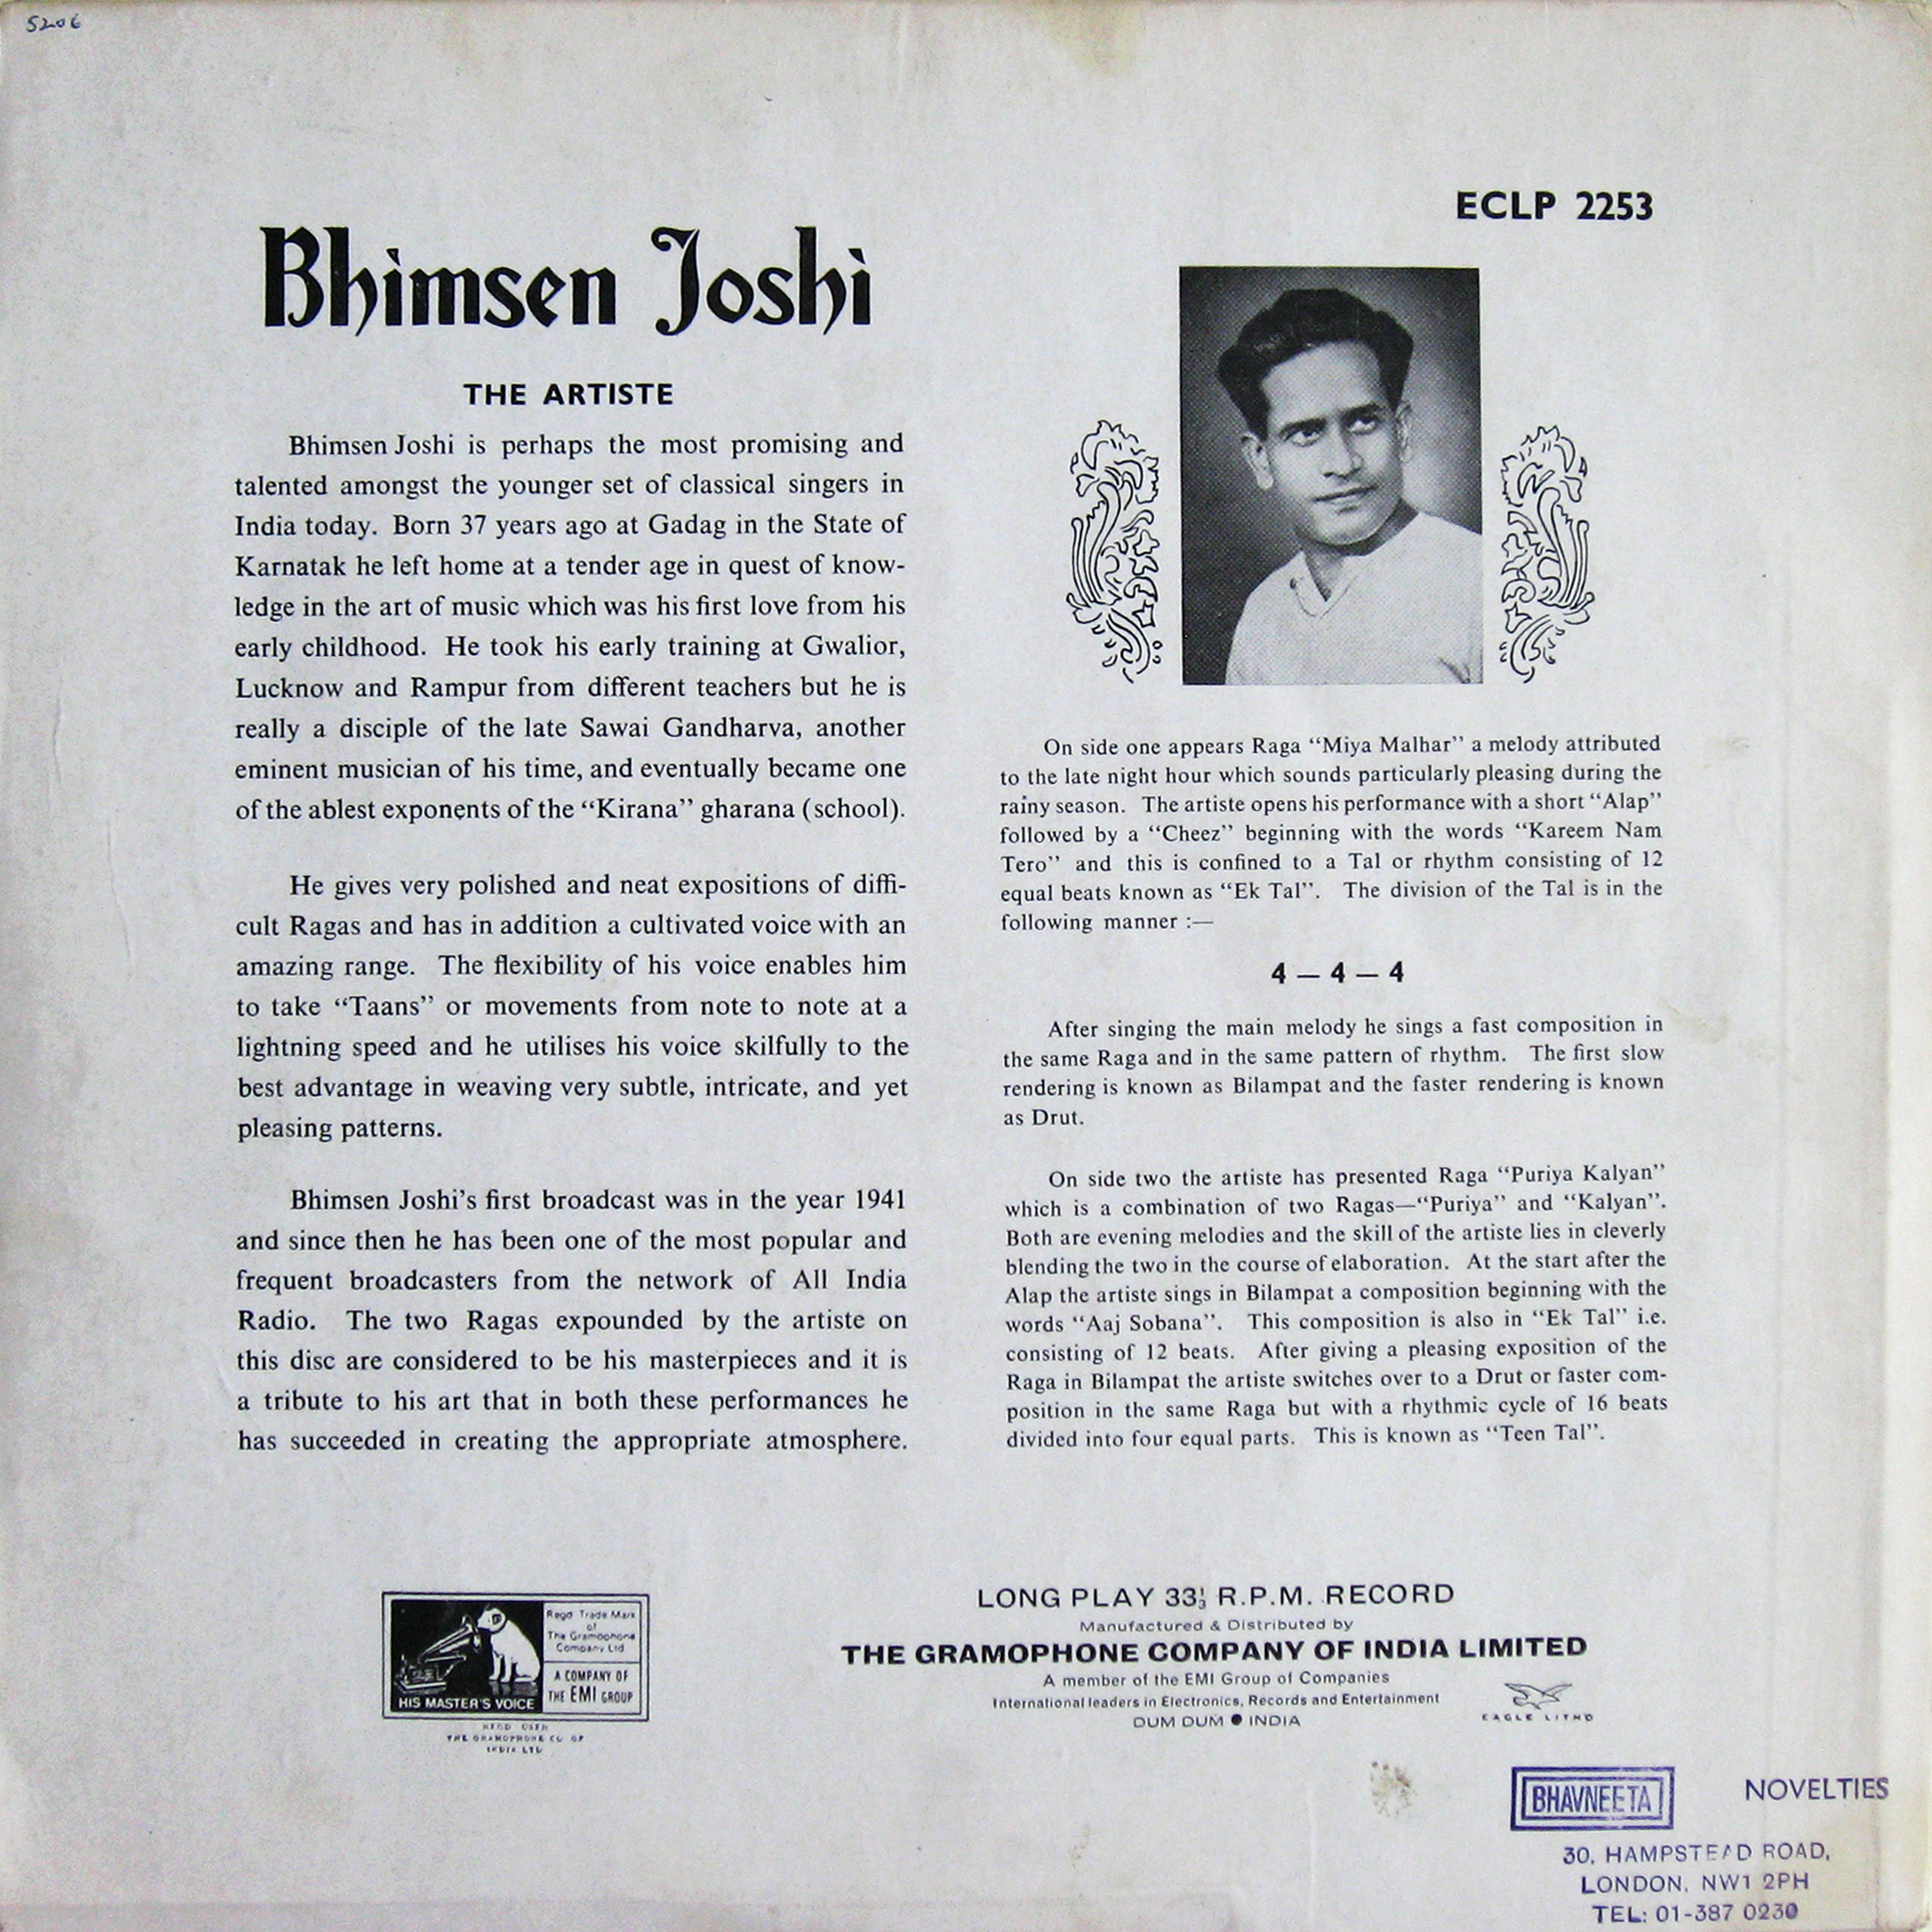 5206
ECLP 2253
Bhimsen Joshi
THE ARTISTE
Bhimsen Joshi is perhaps the most promising and
talented amongst the younger set of classical singers in
India today. Born 37 years ago at Gadag in the State of
Karnatak he left home at a tender age in quest of know-
ledge in the art of music which was his first love from his
early childhood. He took his early training at Gwalior,
Lucknow and Rampur from different teachers but he is
really a disciple of the late Sawai Gandharva, another
eminent musician of his time, and eventually became one
of the ablest exponents of the “Kirana” gharana (school).
He gives very polished and neat expositions of diffi-
cult Ragas and has in addition a cultivated voice with an
amazing range. The flexibility of his voice enables him
to take “Taans” or movements from note to note at a
lightning speed and he utilises his voice skilfully to the
best advantage in weaving very subtle, intricate, and yet
pleasing patterns.
Bhimsen Joshi’s first broadcast was in the year 1941
and since then he has been one of the most popular and
frequent broadcasters from the network of All India
Radio. The two Ragas expounded by the artiste on
this disc are considered to be his masterpieces and it is
a tribute to his art that in both these performances he
has succeeded in creating the appropriate atmosphere.
On side one appears Raga “Miya Malhar” a melody attributed
to the late night hour which sounds particularly pleasing during the
rainy season. The artiste opens his performance with a short “Alap”
followed by a “Cheez” beginning with the words “Kareem Nam
Tero” and this is confined to a Tal or rhythm consisting of 12
equal beats known as “Ek Tal”. The division of the Tal is in the
following manner :—
4 — 4 — 4
After singing the main melody he sings a fast composition in
the same Raga and in the same pattern of rhythm. The first slow
rendering is known as Bilampat and the faster rendering is known
as Drut.
On side two the artiste has presented Raga “Puriya Kalyan”
which is a combination of two Ragas—“Puriya” and “Kalyan”.
Both are evening melodies and the skill of the artiste lies in cleverly
blending the two in the course of elaboration. At the start after the
Alap the artiste sings in Bilampat a composition beginning with the
words “Aaj Sobana”. This composition is also in “Ek Tal” i.e.
consisting of 12 beats. After giving a pleasing exposition of the
Raga in Bilampat the artiste switches over to a Drut or faster com-
position in the same Raga but with a rhythmic cycle of 16 beats
divided into four equal parts. This is known as “Teen Tal”.
HIS MASTER'S VOICE
Regd Trade Mark
of
The Gramophone
Company Ltd
A COMPANY OF
THE EMI GROUP
REGD USER
THE GRAMOPHONE CO OF
INDIA LTD
LONG PLAY 33⅓ R.P.M. RECORD
Manufactured & Distributed by
THE GRAMOPHONE COMPANY OF INDIA LIMITED
A member of the EMI Group of Companies
International leaders in Electronics, Records and Entertainment
DUM DUM ● INDIA
EAGLE LITHO
BHAVNEETA NOVELTIES
30, HAMPSTEAD ROAD,
LONDON, NW1 2PH
TEL: 01-387 0230